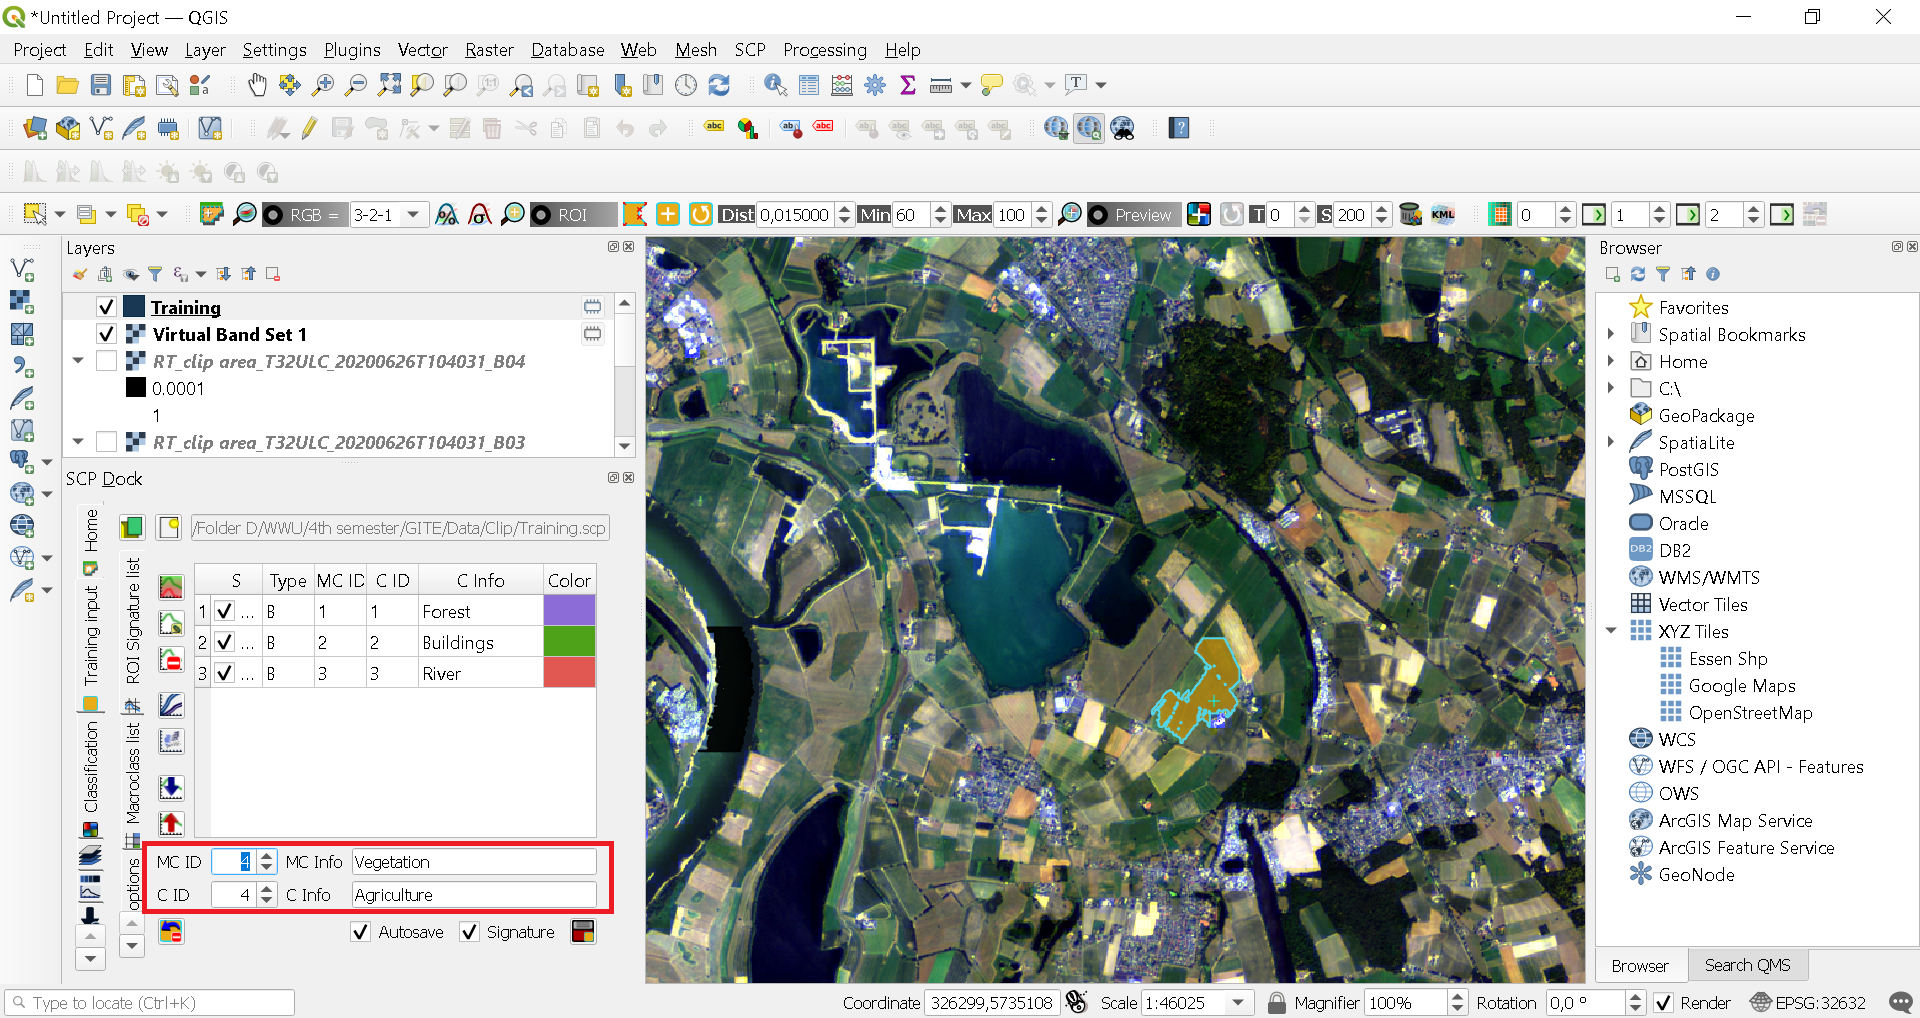 *Untitled Project — QGIS
Project Edit View Layer Settings Plugins Vector Raster Database Web Mesh SCP Processing Help
abc abc abc
RGB = 3-2-1 ROI Dist 0,015000 Min 60 Max 100 Preview T 0 S 200 KML 0 1 2
Layers
Training
Virtual Band Set 1
RT_clip area_T32ULC_20200626T104031_B04
0.0001
1
RT_clip area_T32ULC_20200626T104031_B03
SCP Dock
Home
Training input
Classification
ROI Signature list
Macroclass list
options
/Folder D/WWU/4th semester/GITE/Data/Clip/Training.scp
S Type MC ID C ID C Info Color
1 ... B 1 1 Forest
2 ... B 2 2 Buildings
3 ... B 3 3 River
MC ID 4 MC Info Vegetation
C ID 4 C Info Agriculture
Autosave Signature
Browser
Favorites
Spatial Bookmarks
Home
C:\
GeoPackage
SpatiaLite
PostGIS
MSSQL
Oracle
DB2 DB2
WMS/WMTS
Vector Tiles
XYZ Tiles
Essen Shp
Google Maps
OpenStreetMap
WCS
WFS / OGC API - Features
OWS
ArcGIS Map Service
ArcGIS Feature Service
GeoNode
Browser Search QMS
Type to locate (Ctrl+K) Coordinate 326299,5735108 Scale 1:46025 Magnifier 100% Rotation 0,0 ° Render EPSG:32632